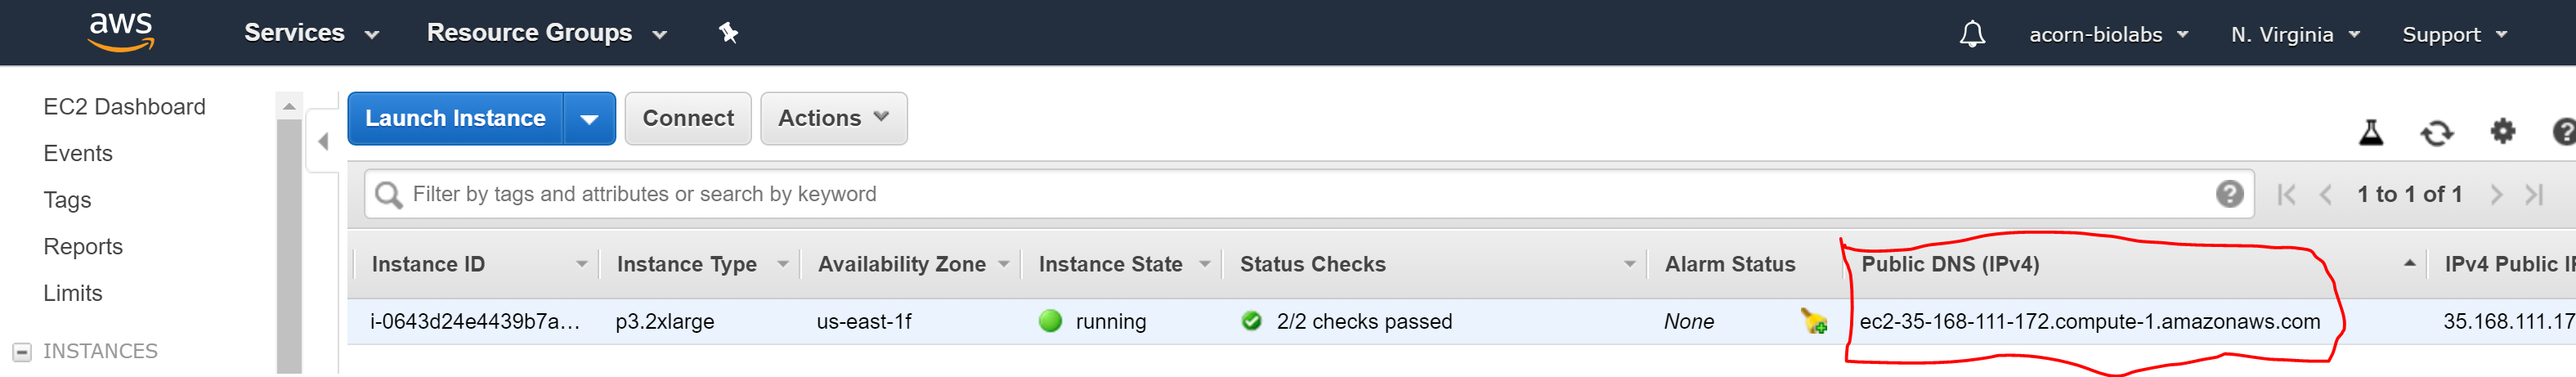 aws Services Resource Groups acorn-biolabs N. Virginia Support
EC2 Dashboard
Events
Tags
Reports
Limits
INSTANCES
Launch Instance Connect Actions
Filter by tags and attributes or search by keyword 1 to 1 of 1
Instance ID Instance Type Availability Zone Instance State Status Checks Alarm Status Public DNS (IPv4) IPv4 Public IP
i-0643d24e4439b7a... p3.2xlarge us-east-1f running 2/2 checks passed None ec2-35-168-111-172.compute-1.amazonaws.com 35.168.111.17